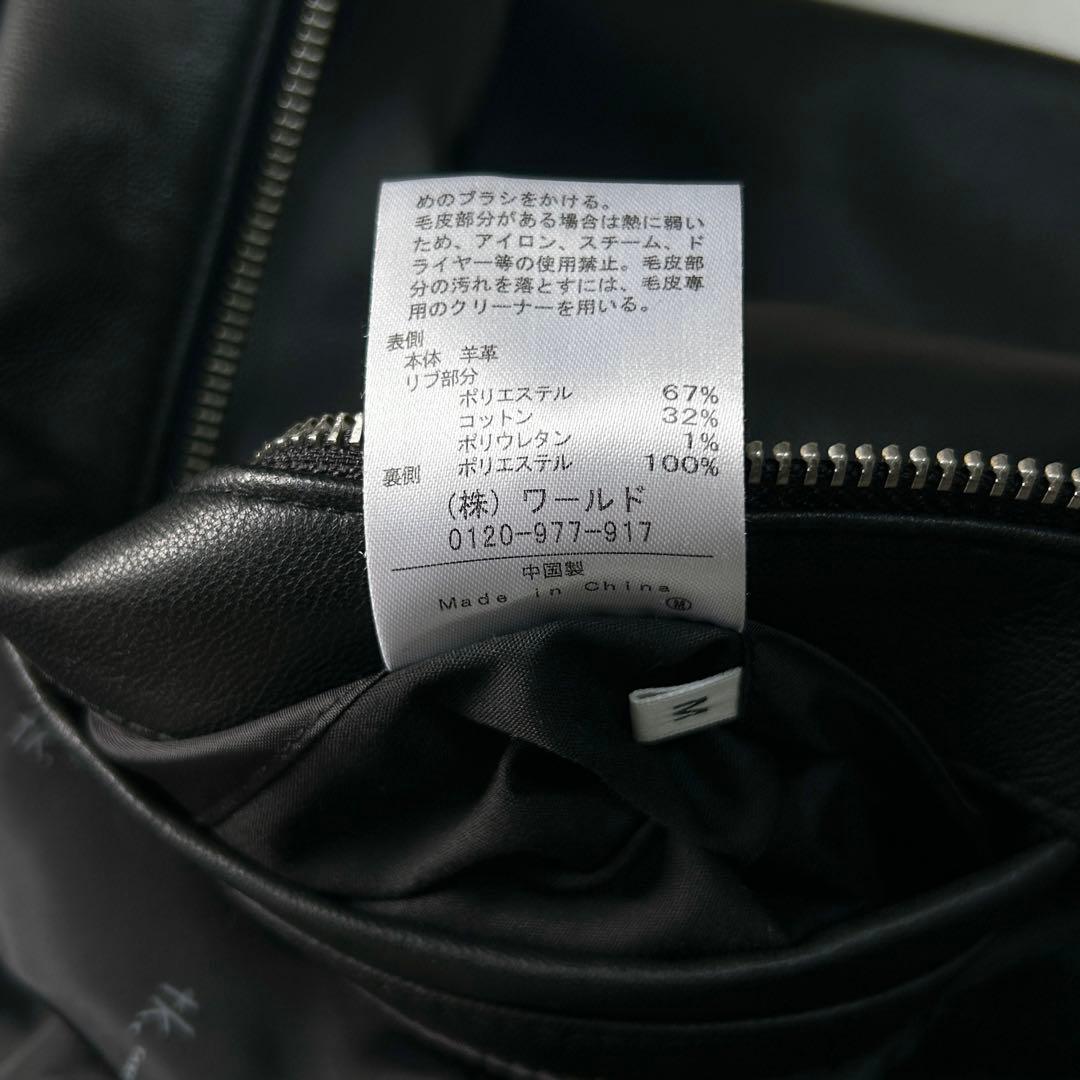 めのブラシをかける。
毛皮部分がある場合は熱に弱い
ため、アイロン、スチーム、ド
ライヤー等の使用禁止。毛皮部
分の汚れを落とすには、毛皮専
用のクリーナーを用いる。
表側
本体 羊革
リブ部分
ポリエステル 67%
コットン 32%
ポリウレタン 1%
裏側 ポリエステル 100%
(株) ワールド
0120-977-917
中国製
Made in China
Ⓜ
M
tk.
tk.